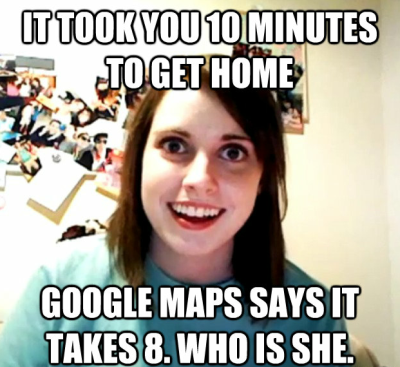 IT TOOK YOU 10 MINUTES
TO GET HOME
GOOGLE MAPS SAYS IT
TAKES 8. WHO IS SHE.